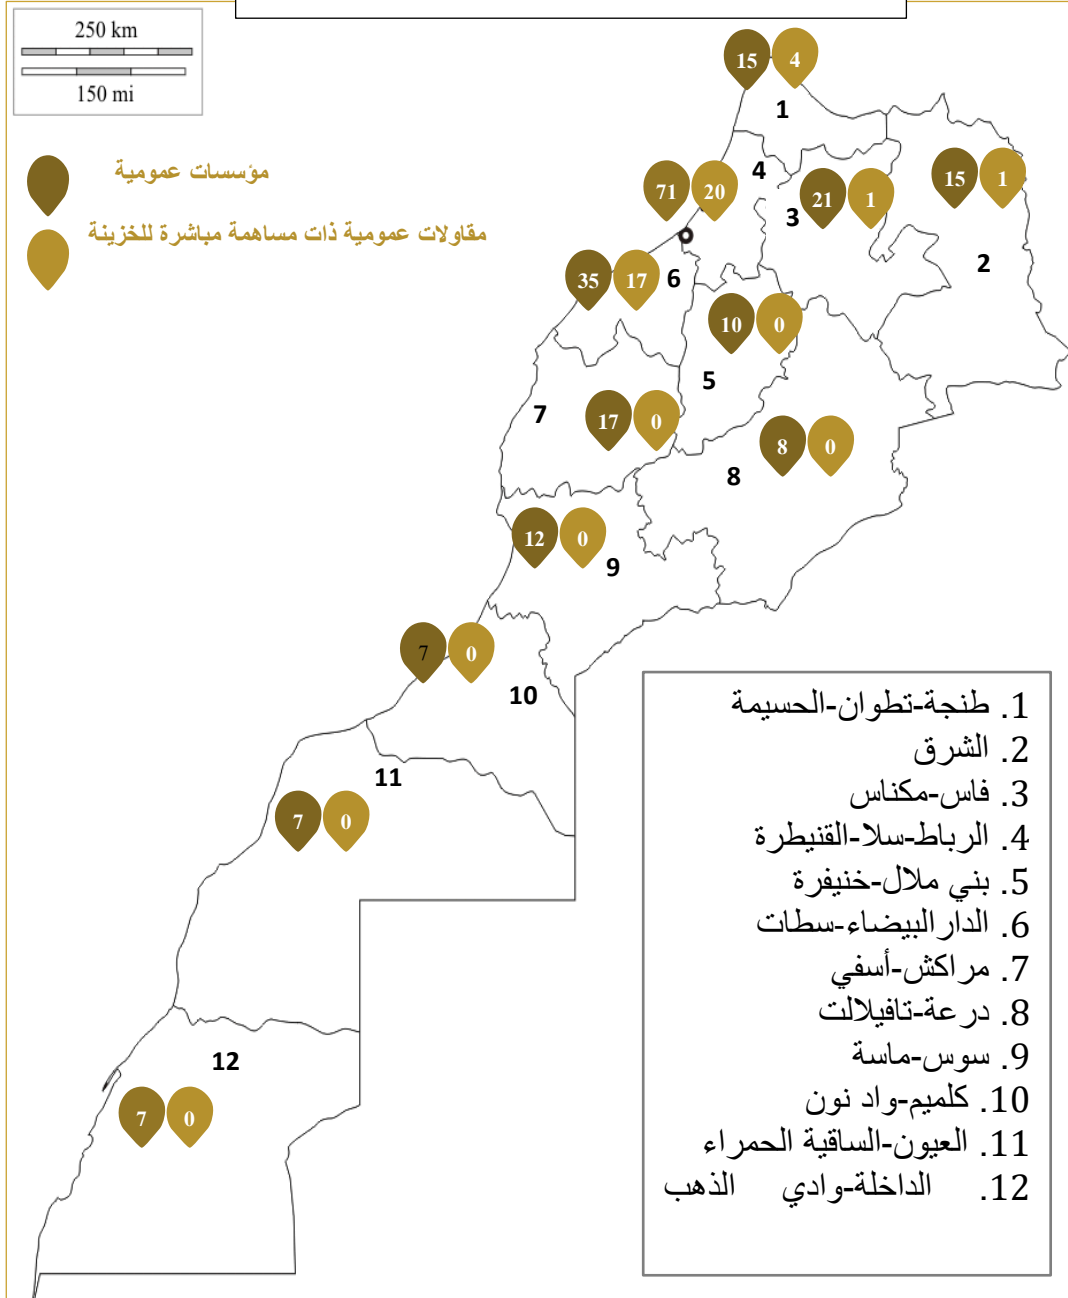 250 km
150 mi
مؤسسات عمومية
مقاولات عمومية ذات مساهمة مباشرة للخزينة
15 4
1
4
71 20
21 1
3
15 1
2
35 17
6
10 0
5
7
17 0
8 0
8
12 0
9
7 0
10
11
7 0
12
7 0
1. طنجة-تطوان-الحسيمة
2. الشرق
3. فاس-مكناس
4. الرباط-سلا-القنيطرة
5. بني ملال-خنيفرة
6. الدار البيضاء-سطات
7. مراكش-أسفي
8. درعة-تافيلالت
9. سوس-ماسة
10. كلميم-واد نون
11. العيون-الساقية الحمراء
12. الداخلة-وادي الذهب